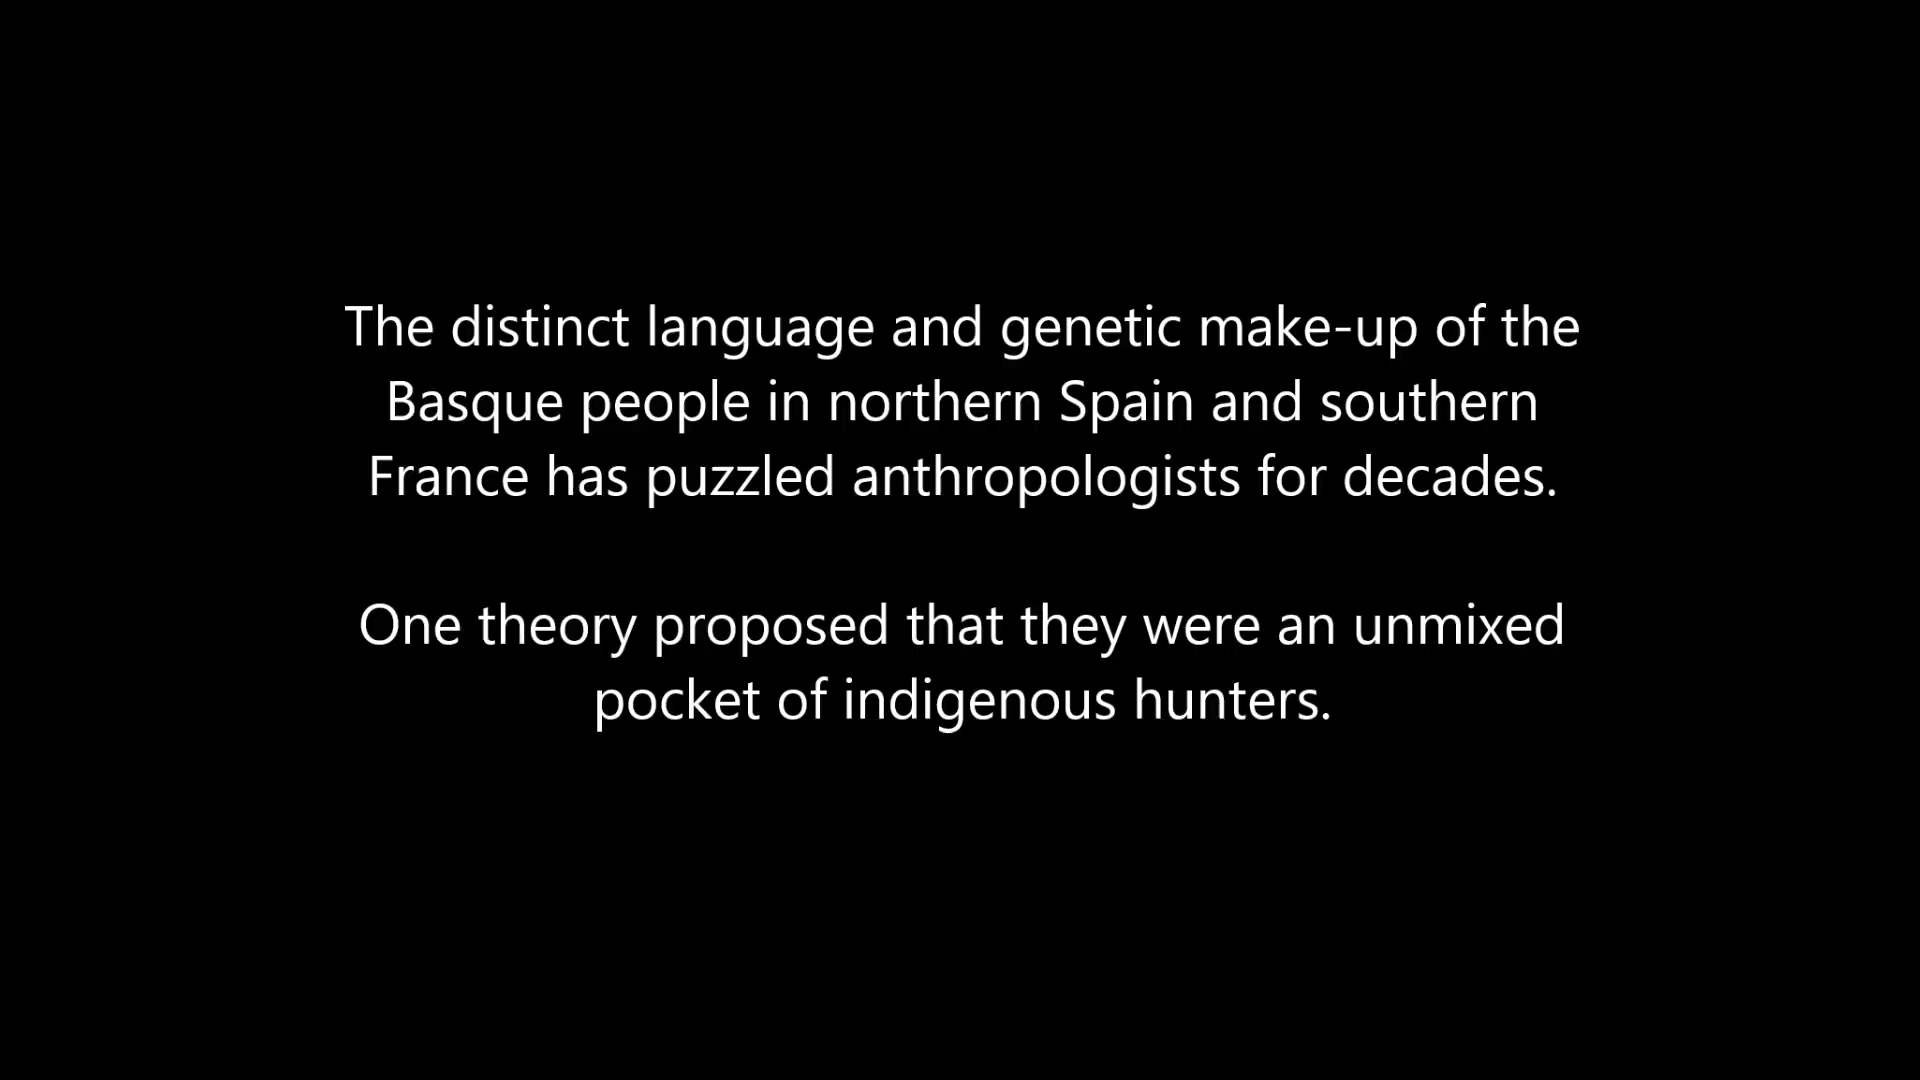 The distinct language and genetic make-up of the
Basque people in northern Spain and southern
France has puzzled anthropologists for decades.
One theory proposed that they were an unmixed
pocket of indigenous hunters.